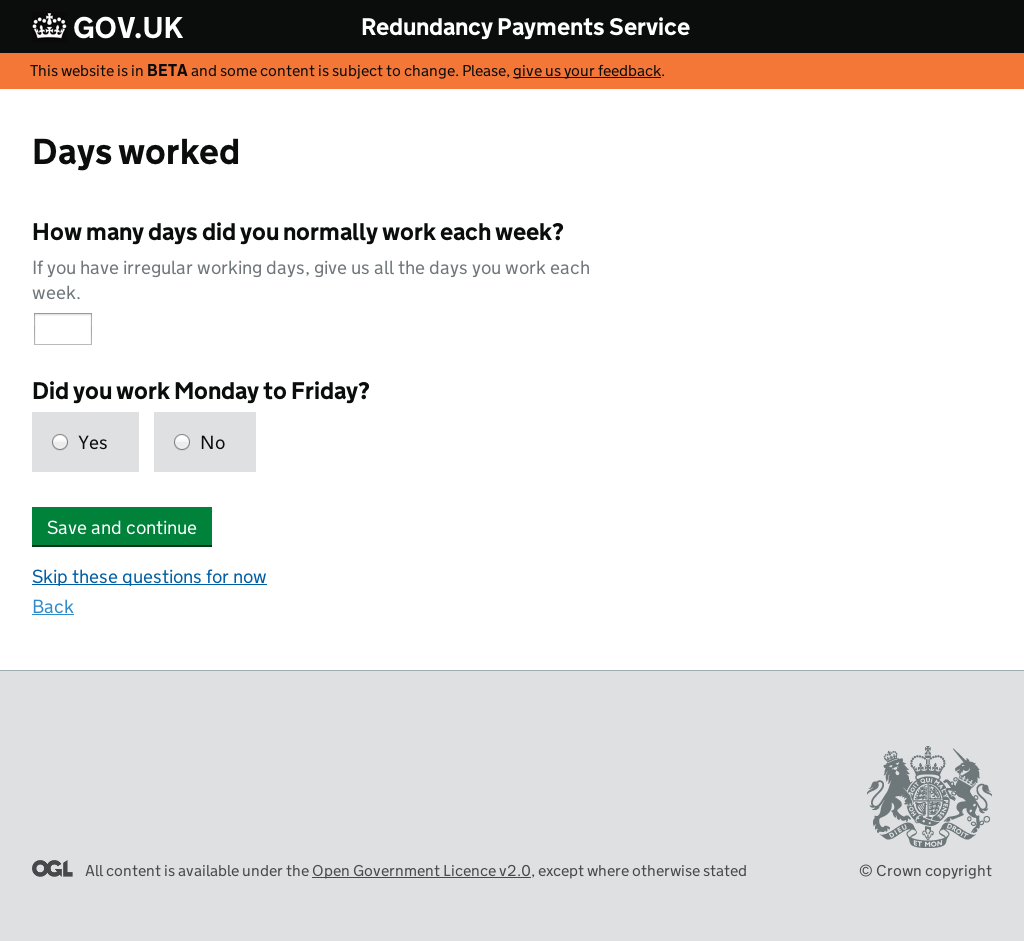 GOV.UK
Redundancy Payments Service
This website is in BETA and some content is subject to change. Please, give us your feedback.
Days worked
How many days did you normally work each week?
If you have irregular working days, give us all the days you work each
week.
Did you work Monday to Friday?
Yes
No
Save and continue
Skip these questions for now
Back
DIEU ET MON DROIT
OGL
All content is available under the Open Government Licence v2.0, except where otherwise stated
© Crown copyright